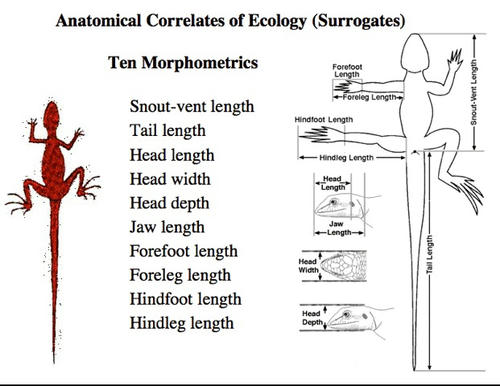 Anatomical Correlates of Ecology (Surrogates)
Ten Morphometrics
Snout-vent length
Tail length
Head length
Head width
Head depth
Jaw length
Forefoot length
Foreleg length
Hindfoot length
Hindleg length
Forefoot
Length
Foreleg Length
Hindfoot Length
Hindleg Length
Snout-Vent Length
Head
Length
Jaw
Length
Head
Width
Head
Depth
Tail Length